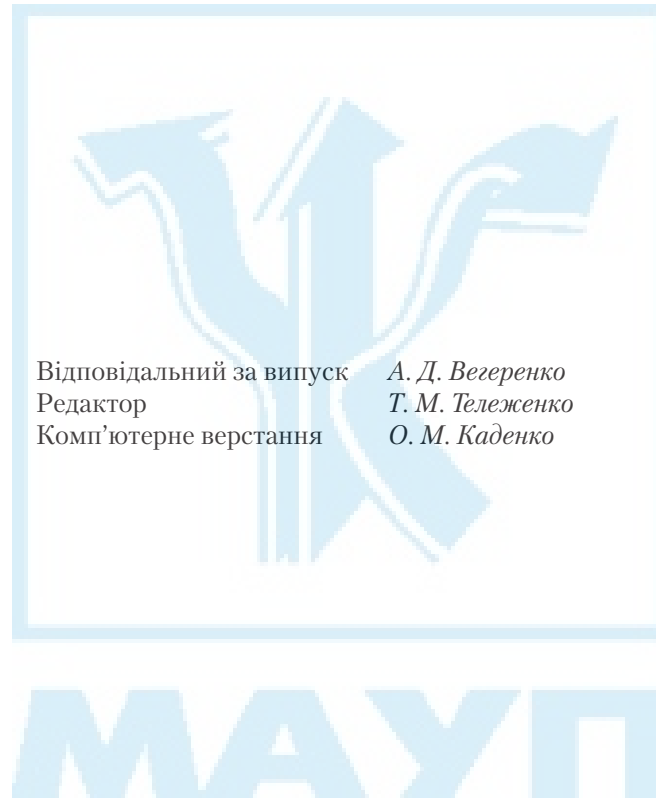 Відповідальний за випуск А. Д. Вегеренко
Редактор Т. М. Тележенко
Комп’ютерне верстання О. М. Каденко
МАУП